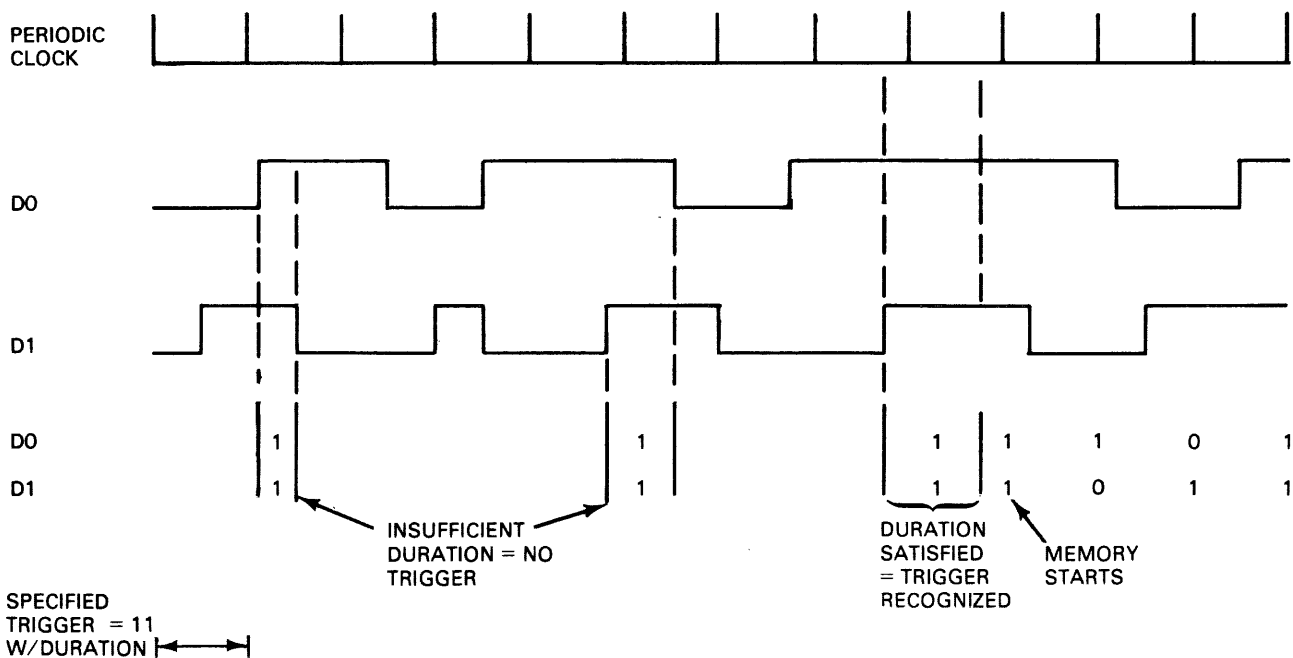 PERIODIC
CLOCK
D0
D1
D0 1 1 1 1 1 0 1
D1 1 1 1 1 0 1 1
INSUFFICIENT
DURATION = NO
TRIGGER
DURATION
SATISFIED
= TRIGGER
RECOGNIZED
MEMORY
STARTS
SPECIFIED
TRIGGER = 11
W/DURATION